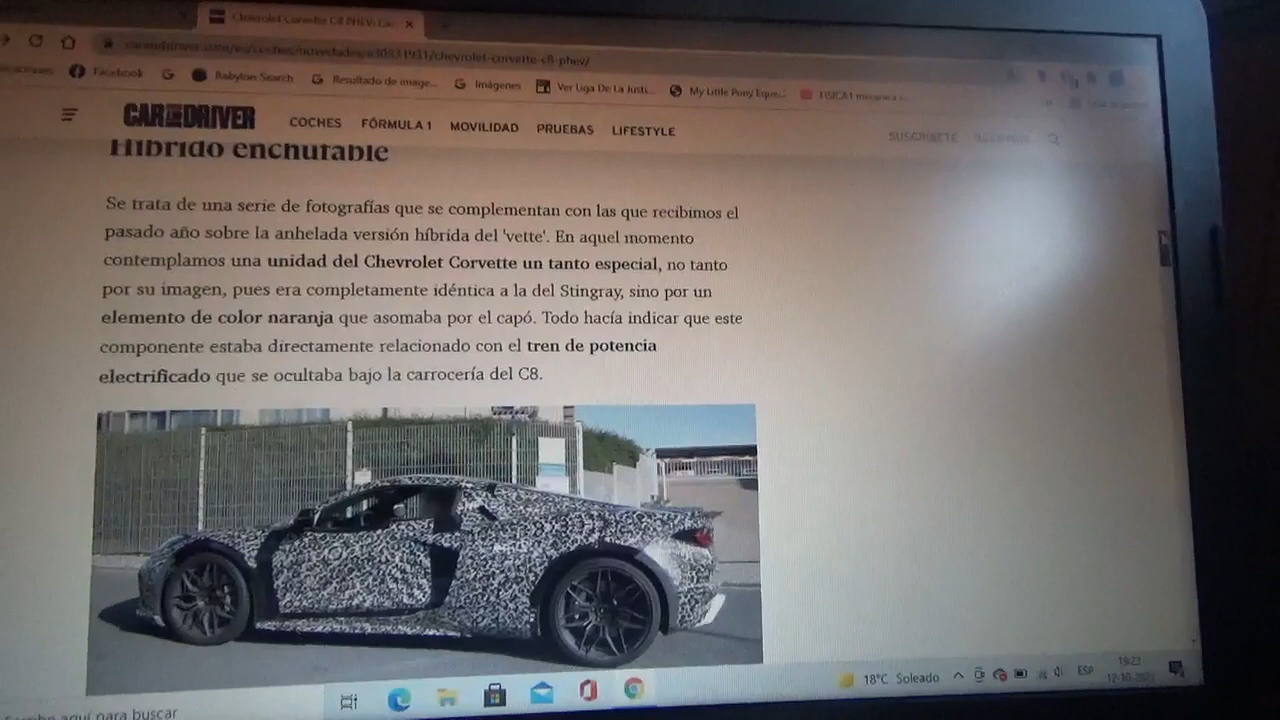 Chevrolet Corvette C8 PHEV:
chevrolet-corvette-c8-phev/
Facebook
Babylon Search
Resultado de image...
Imágenes
Ver Liga De La Justi...
My Little Pony Eque...
CAR AND DRIVER
COCHES
FÓRMULA 1
MOVILIDAD
PRUEBAS
LIFESTYLE
SUSCRÍBETE
Híbrido enchufable
Se trata de una serie de fotografías que se complementan con las que recibimos el
pasado año sobre la anhelada versión híbrida del 'vette'. En aquel momento
contemplamos una unidad del Chevrolet Corvette un tanto especial, no tanto
por su imagen, pues era completamente idéntica a la del Stingray, sino por un
elemento de color naranja que asomaba por el capó. Todo hacía indicar que este
componente estaba directamente relacionado con el tren de potencia
electrificado que se ocultaba bajo la carrocería del C8.
aquí para buscar
18°C Soleado
ESP
19:23